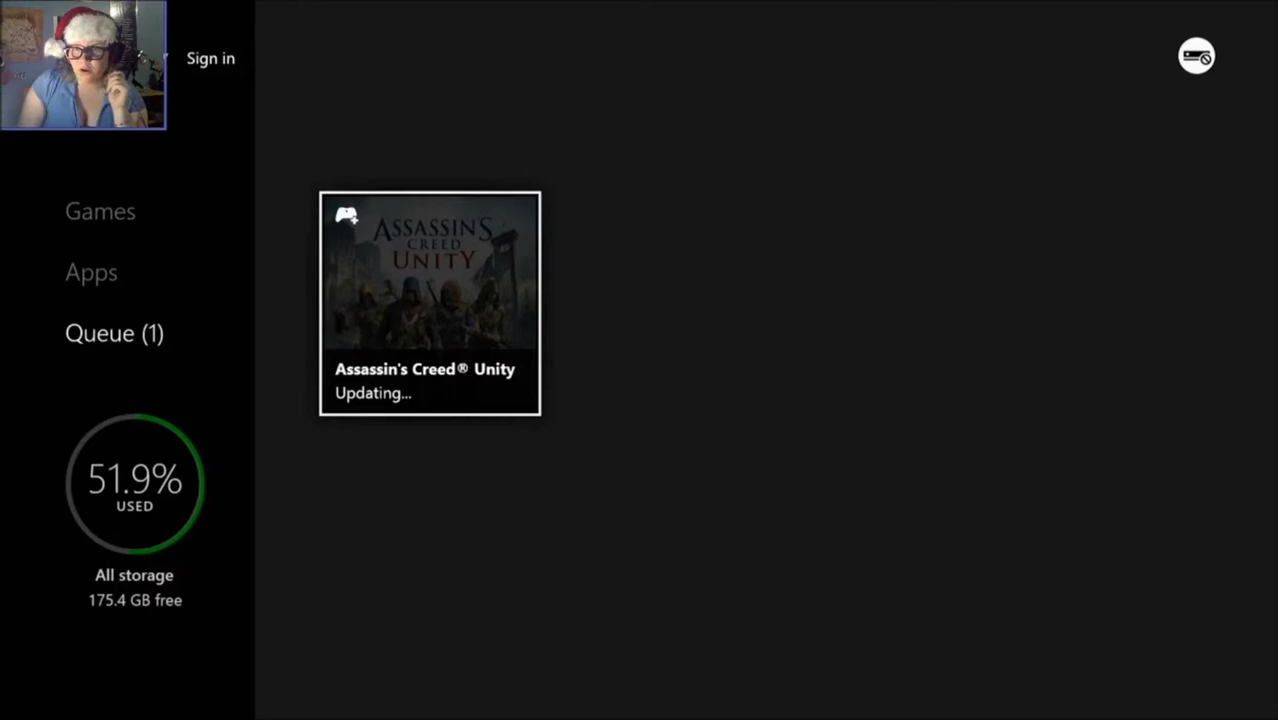 Sign in
Games
Apps
Queue (1)
51.9%
USED
All storage
175.4 GB free
ASSASSIN'S
CREED
UNITY
Assassin's Creed® Unity
Updating...